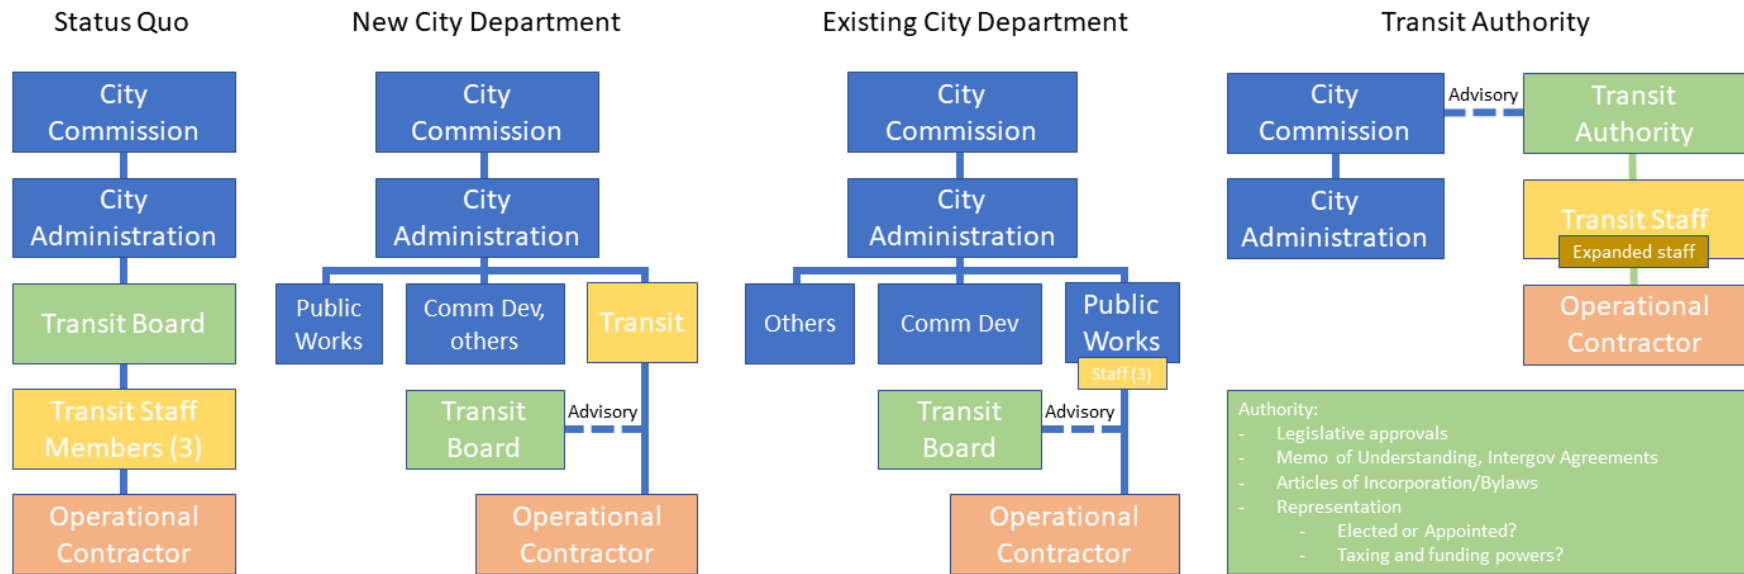 Status Quo
City
Commission
City
Administration
Transit Board
Transit Staff
Members (3)
Operational
Contractor
New City Department
City
Commission
City
Administration
Public
Works
Comm Dev,
others
Transit
Transit
Board
Advisory
Operational
Contractor
Existing City Department
City
Commission
City
Administration
Others
Comm Dev
Public
Works
Staff (3)
Transit
Board
Advisory
Operational
Contractor
Transit Authority
City
Commission
Advisory
Transit
Authority
City
Administration
Transit Staff
Expanded staff
Operational
Contractor
Authority:
- Legislative approvals
- Memo of Understanding, Intergov Agreements
- Articles of Incorporation/Bylaws
- Representation
- Elected or Appointed?
- Taxing and funding powers?